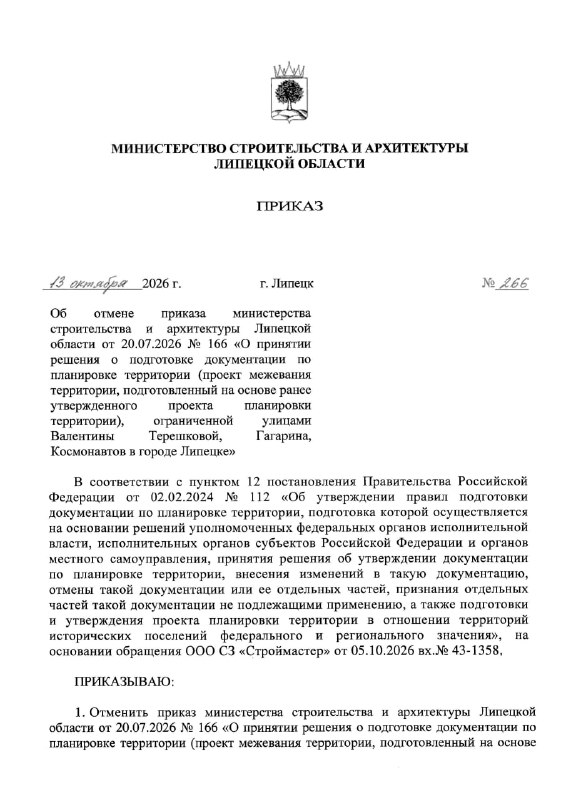 МИНИСТЕРСТВО СТРОИТЕЛЬСТВА И АРХИТЕКТУРЫ
ЛИПЕЦКОЙ ОБЛАСТИ
ПРИКАЗ
13 октября 2026 г. г. Липецк № 266
Об отмене приказа министерства
строительства и архитектуры Липецкой
области от 20.07.2026 № 166 «О принятии
решения о подготовке документации по
планировке территории (проект межевания
территории, подготовленный на основе ранее
утвержденного проекта планировки
территории), ограниченной улицами
Валентины Терешковой, Гагарина,
Космонавтов в городе Липецке»
В соответствии с пунктом 12 постановления Правительства Российской
Федерации от 02.02.2024 № 112 «Об утверждении правил подготовки
документации по планировке территории, подготовка которой осуществляется
на основании решений уполномоченных федеральных органов исполнительной
власти, исполнительных органов субъектов Российской Федерации и органов
местного самоуправления, принятия решения об утверждении документации
по планировке территории, внесения изменений в такую документацию,
отмены такой документации или ее отдельных частей, признания отдельных
частей такой документации не подлежащими применению, а также подготовки
и утверждения проекта планировки территории в отношении территорий
исторических поселений федерального и регионального значения», на
основании обращения ООО СЗ «Строймастер» от 05.10.2026 вх.№ 43-1358,
ПРИКАЗЫВАЮ:
1. Отменить приказ министерства строительства и архитектуры Липецкой
области от 20.07.2026 № 166 «О принятии решения о подготовке документации по
планировке территории (проект межевания территории, подготовленный на основе